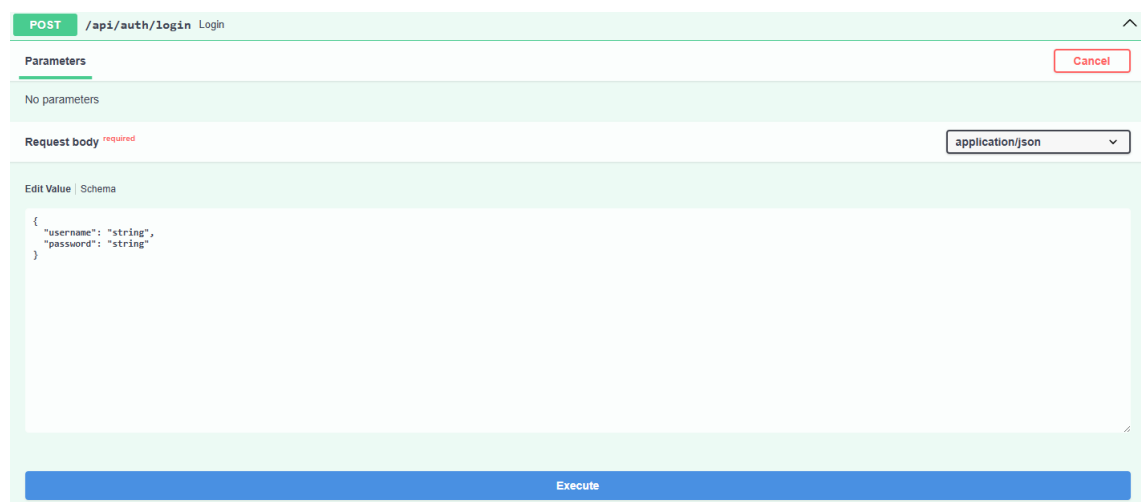 POST /api/auth/login Login
Parameters
Cancel
No parameters
Request body required
application/json
Edit Value | Schema
{
  "username": "string",
  "password": "string"
}
Execute